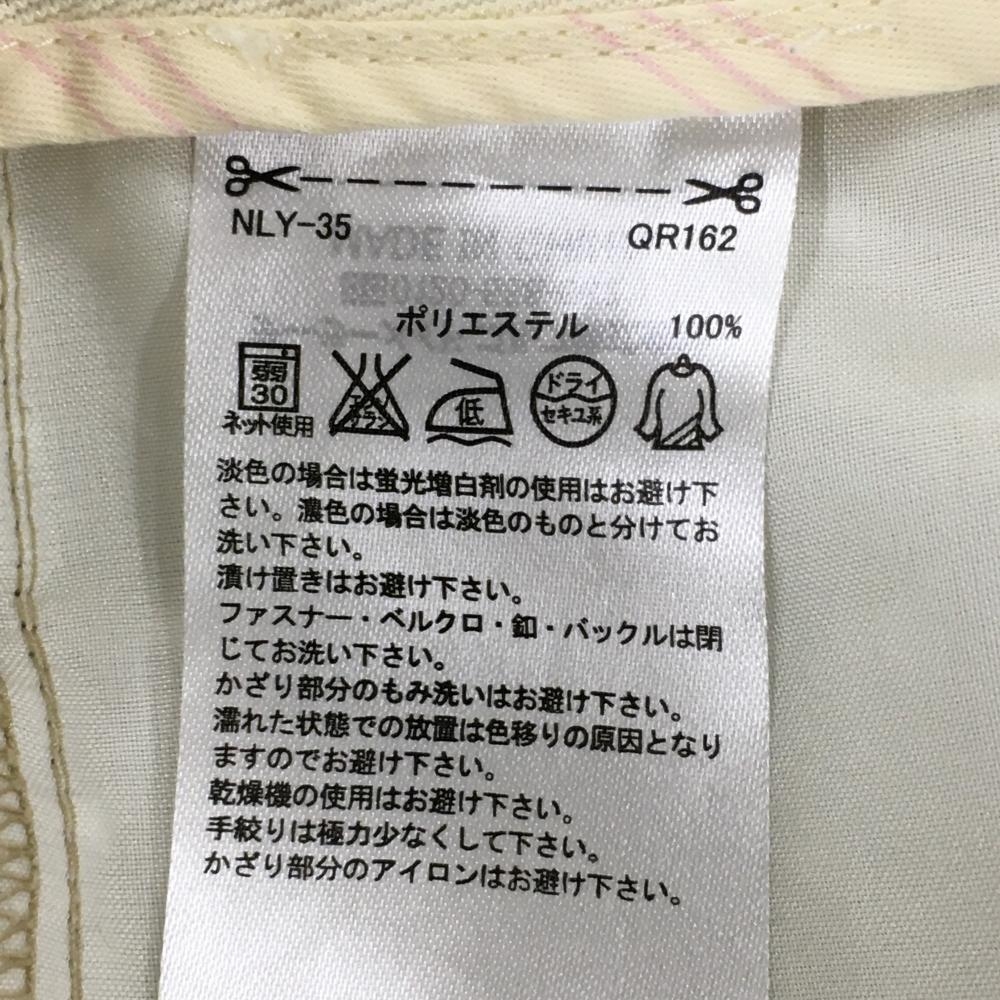 NLY-35 QR162
ポリエステル 100%
弱
30
ネット使用
エンソ
サラシ
低
ドライ
セキユ系
淡色の場合は蛍光増白剤の使用はお避け下
さい。濃色の場合は淡色のものと分けてお
洗い下さい。
漬け置きはお避け下さい。
ファスナー・ベルクロ・釦・バックルは閉
じてお洗い下さい。
かざり部分のもみ洗いはお避け下さい。
濡れた状態での放置は色移りの原因となり
ますのでお避け下さい。
乾燥機の使用はお避け下さい。
手絞りは極力少なくして下さい。
かざり部分のアイロンはお避け下さい。